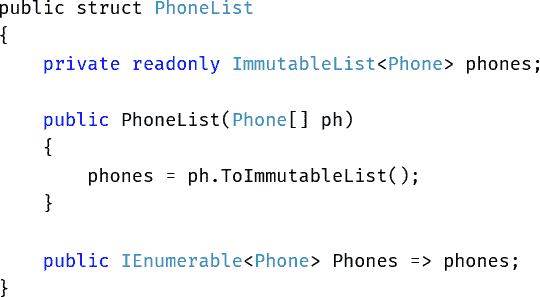 public struct PhoneList
{
    private readonly ImmutableList<Phone> phones;
    public PhoneList(Phone[] ph)
    {
        phones = ph.ToImmutableList();
    }
    public IEnumerable<Phone> Phones => phones;
}